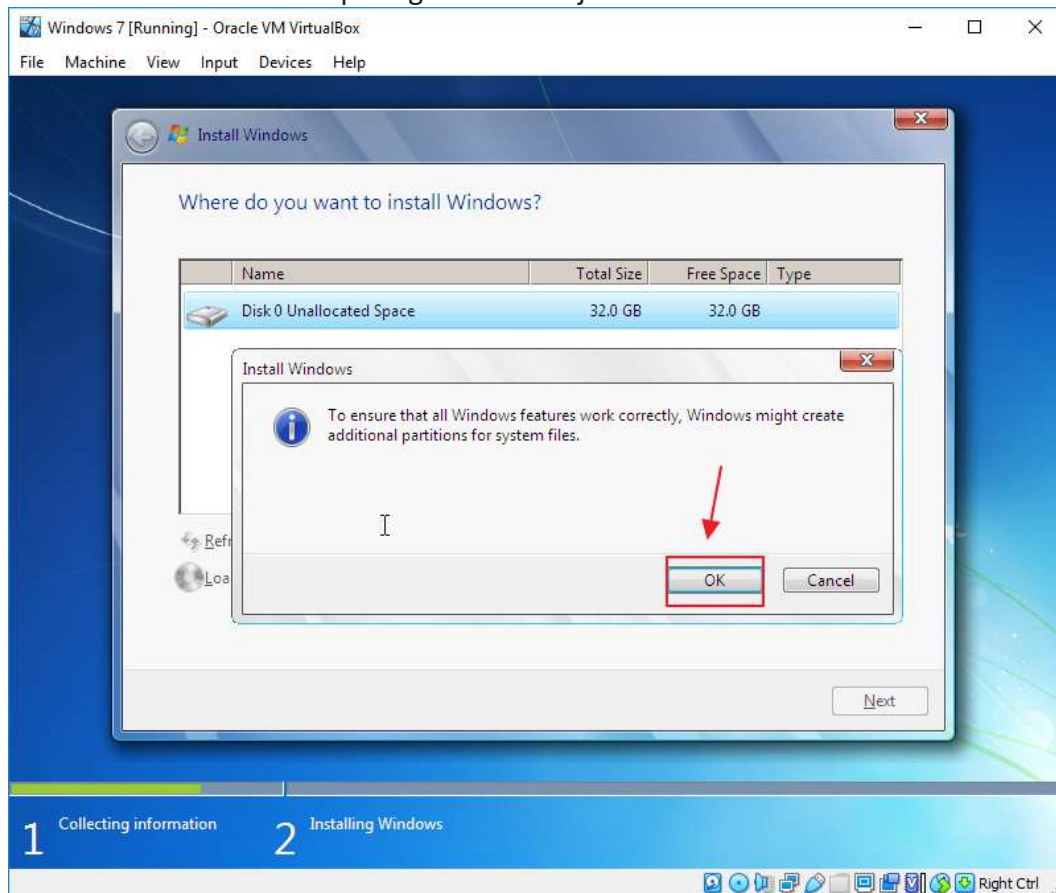 Windows 7 [Running] - Oracle VM VirtualBox
File Machine View Input Devices Help
Install Windows
Where do you want to install Windows?
Name Total Size Free Space Type
Disk 0 Unallocated Space 32.0 GB 32.0 GB
Install Windows
To ensure that all Windows features work correctly, Windows might create
additional partitions for system files.
Refr
Loa
OK Cancel
Next
1 Collecting information 2 Installing Windows
Right Ctrl